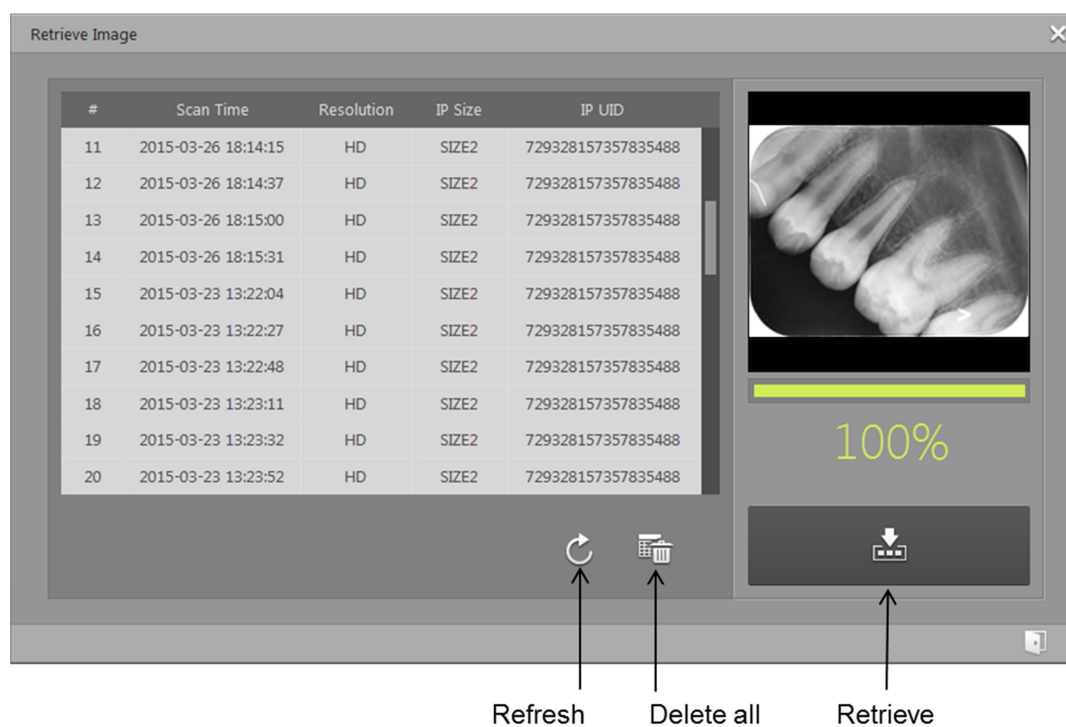 Retrieve Image
# Scan Time Resolution IP Size IP UID
11 2015-03-26 18:14:15 HD SIZE2 729328157357835488
12 2015-03-26 18:14:37 HD SIZE2 729328157357835488
13 2015-03-26 18:15:00 HD SIZE2 729328157357835488
14 2015-03-26 18:15:31 HD SIZE2 729328157357835488
15 2015-03-23 13:22:04 HD SIZE2 729328157357835488
16 2015-03-23 13:22:27 HD SIZE2 729328157357835488
17 2015-03-23 13:22:48 HD SIZE2 729328157357835488
18 2015-03-23 13:23:11 HD SIZE2 729328157357835488
19 2015-03-23 13:23:32 HD SIZE2 729328157357835488
20 2015-03-23 13:23:52 HD SIZE2 729328157357835488
100%
Refresh Delete all Retrieve